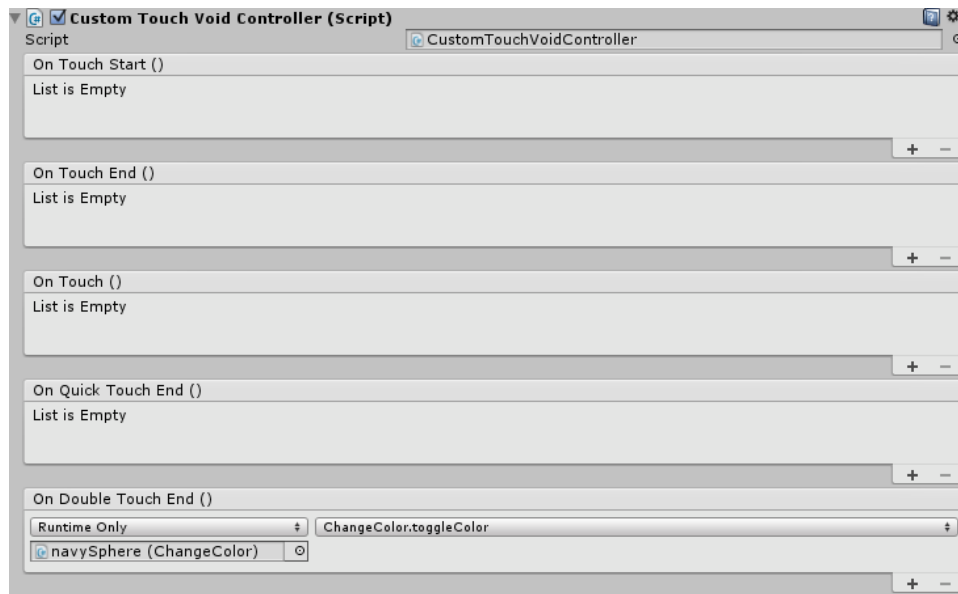 Custom Touch Void Controller (Script)
Script CustomTouchVoidController
On Touch Start ()
List is Empty
+ −
On Touch End ()
List is Empty
+ −
On Touch ()
List is Empty
+ −
On Quick Touch End ()
List is Empty
+ −
On Double Touch End ()
Runtime Only ChangeColor.toggleColor
navySphere (ChangeColor)
+ −